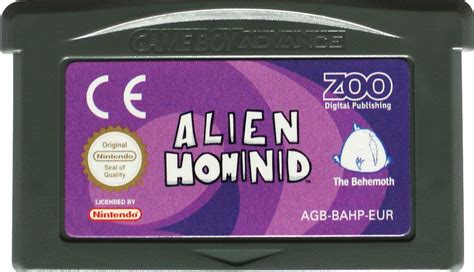 GAME BOY ADVANCE
CE
ZOO
Digital Publishing
Original
Nintendo
Seal of
Quality
ALIEN
HOMINID
The Behemoth
LICENSED BY
Nintendo
AGB-BAHP-EUR